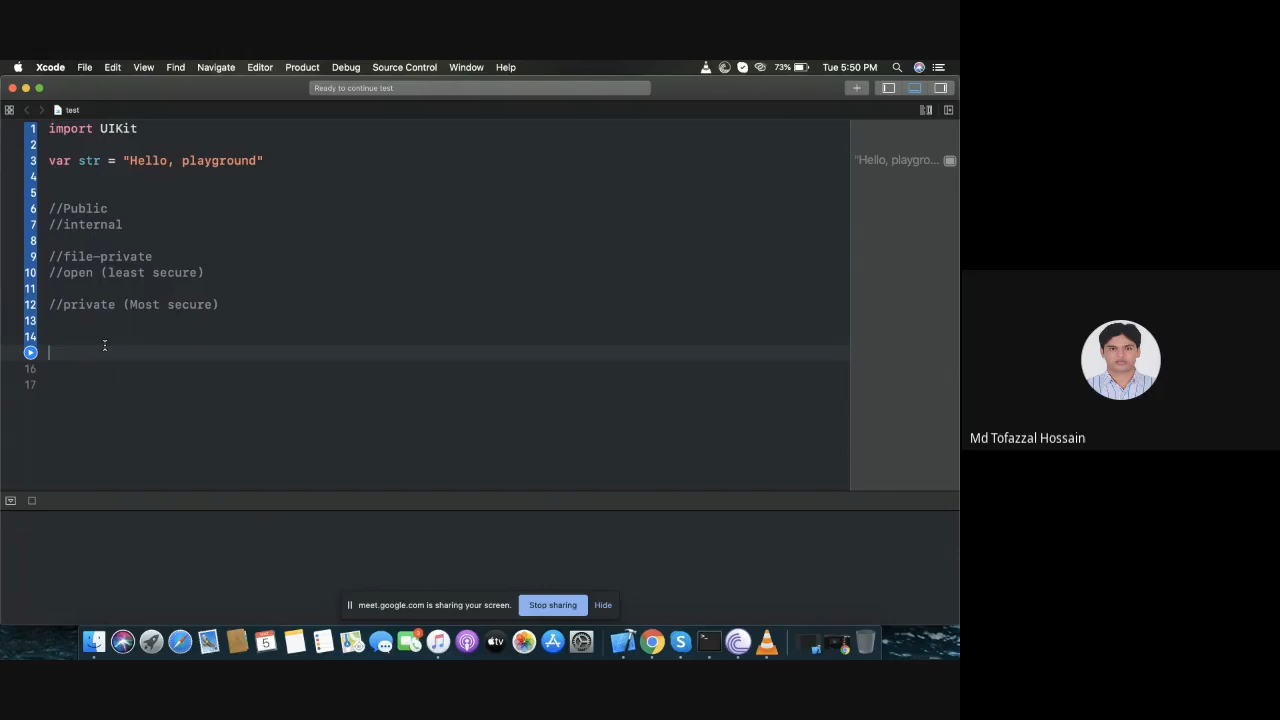 Xcode File Edit View Find Navigate Editor Product Debug Source Control Window Help 73% Tue 5:50 PM
Ready to continue test
test
1 import UIKit
2
3 var str = "Hello, playground"
"Hello, playgro...
4
5
6 //Public
7 //internal
8
9 //file-private
10 //open (least secure)
11
12 //private (Most secure)
13
14
16
17
Md Tofazzal Hossain
meet.google.com is sharing your screen. Stop sharing Hide
5
tv